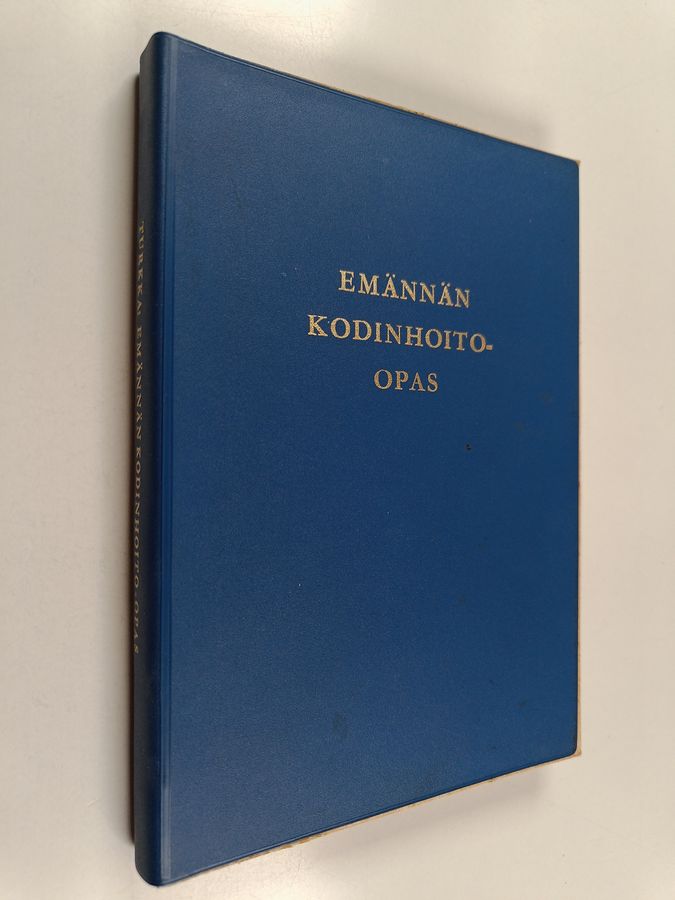 EMÄNNÄN
KODINHOITO-
OPAS
TURKKA: EMÄNNÄN KODINHOITO-OPAS